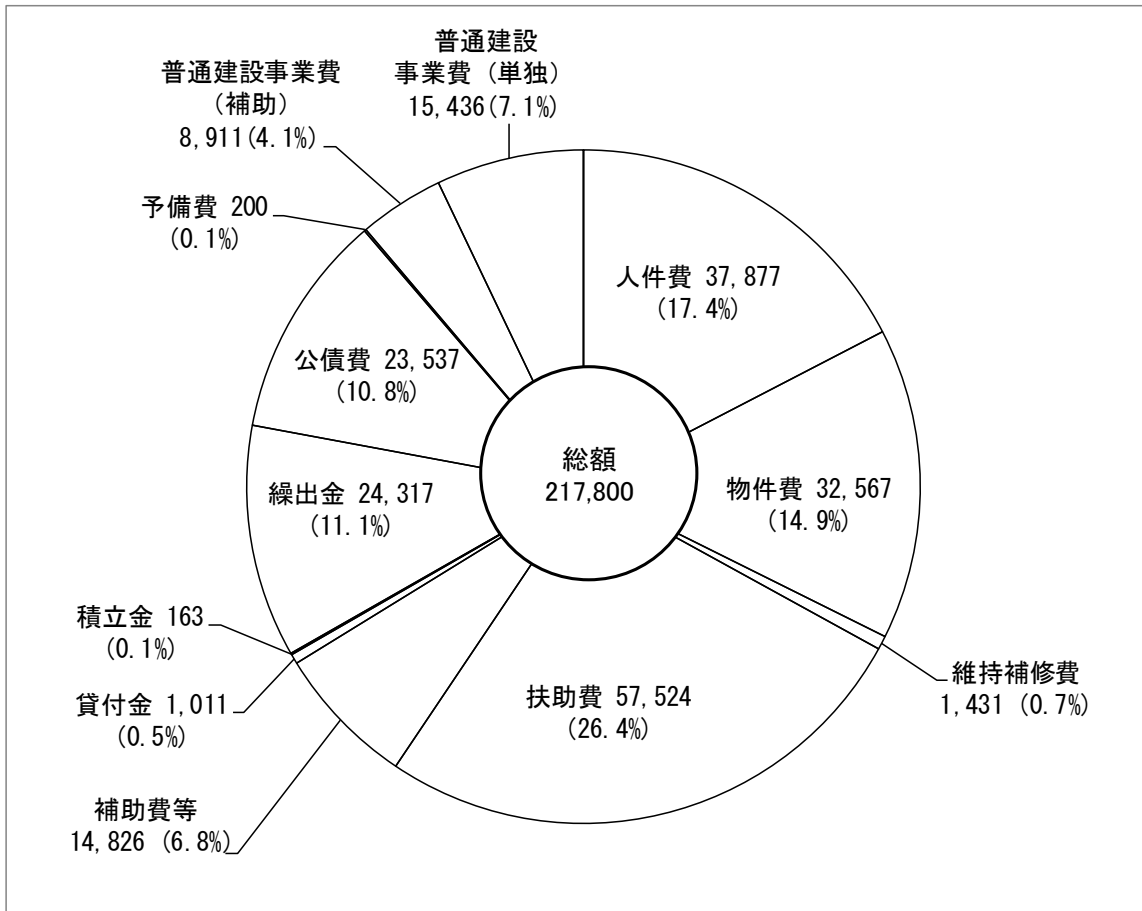 普通建設
事業費（単独）
15,436(7.1%)
普通建設事業費
（補助）
8,911(4.1%)
予備費 200
(0.1%)
人件費 37,877
(17.4%)
公債費 23,537
(10.8%)
総額
217,800
物件費 32,567
(14.9%)
繰出金 24,317
(11.1%)
積立金 163
(0.1%)
貸付金 1,011
(0.5%)
扶助費 57,524
(26.4%)
維持補修費
1,431 (0.7%)
補助費等
14,826 (6.8%)